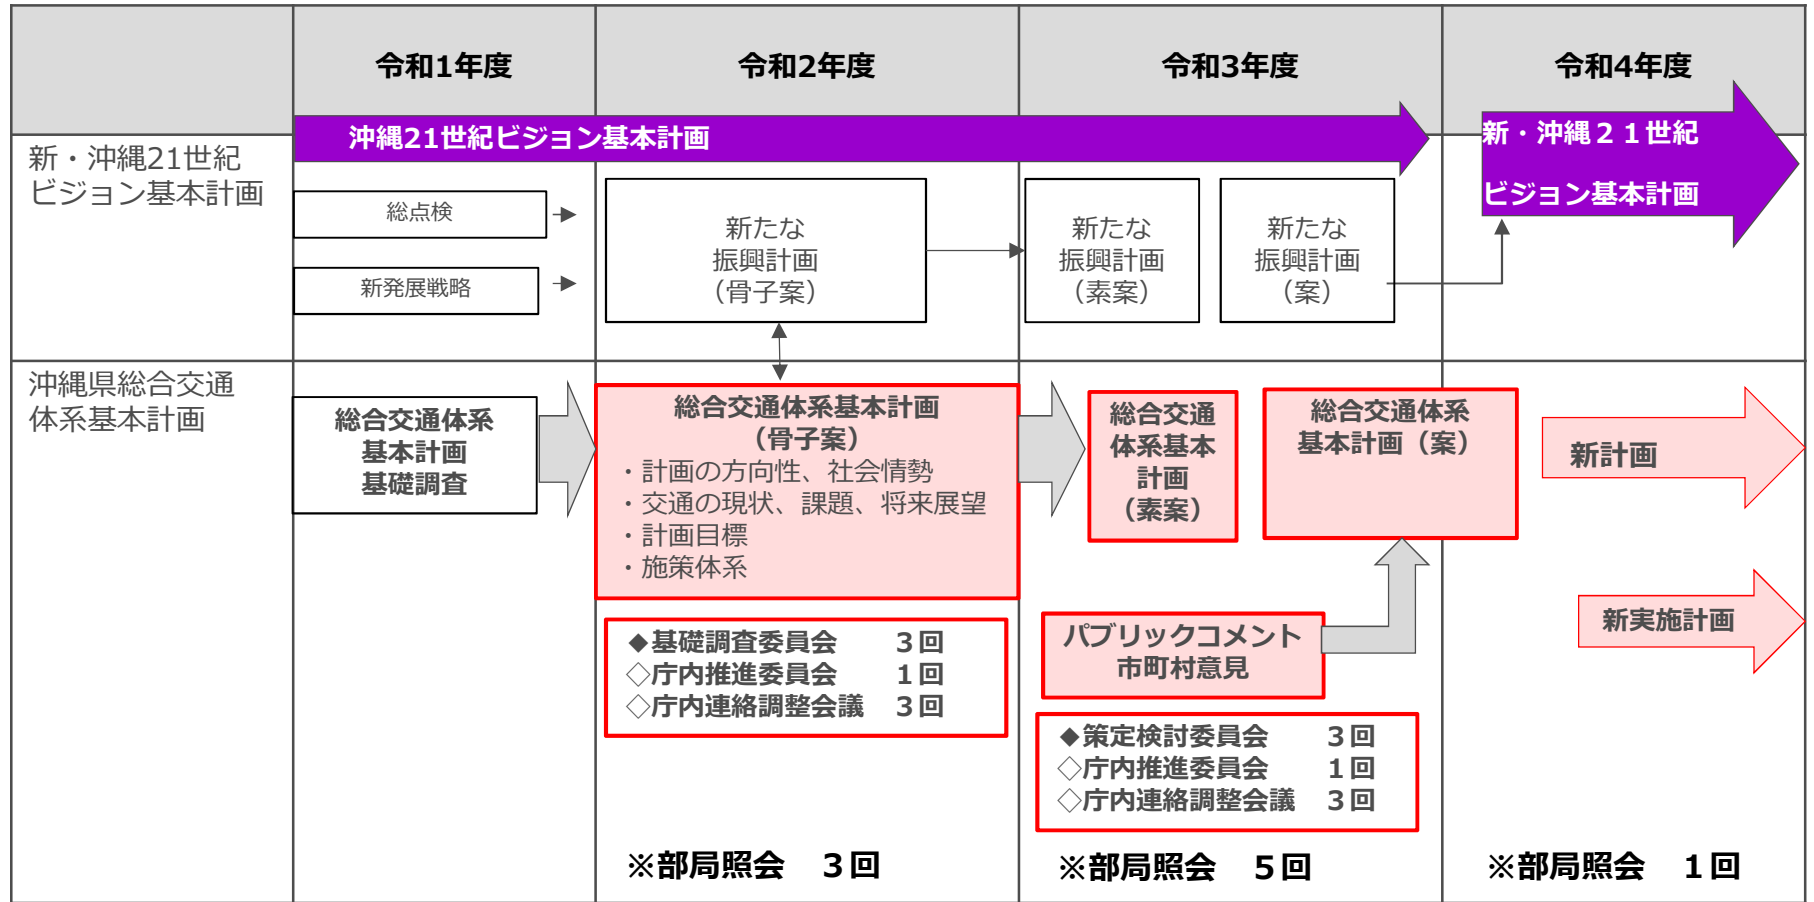 令和1年度
令和2年度
令和3年度
令和4年度
新・沖縄21世紀
ビジョン基本計画
沖縄21世紀ビジョン基本計画
新・沖縄２１世紀
ビジョン基本計画
総点検
新発展戦略
新たな
振興計画
（骨子案）
新たな
振興計画
（素案）
新たな
振興計画
（案）
沖縄県総合交通
体系基本計画
総合交通体系
基本計画
基礎調査
総合交通体系基本計画
（骨子案）
・計画の方向性、社会情勢
・交通の現状、課題、将来展望
・計画目標
・施策体系
総合交通
体系基本
計画
（素案）
総合交通体系
基本計画（案）
新計画
新実施計画
◆基礎調査委員会　　３回
◇庁内推進委員会　　１回
◇庁内連絡調整会議　３回
パブリックコメント
市町村意見
◆策定検討委員会　　３回
◇庁内推進委員会　　１回
◇庁内連絡調整会議　３回
※部局照会　３回
※部局照会　５回
※部局照会　１回